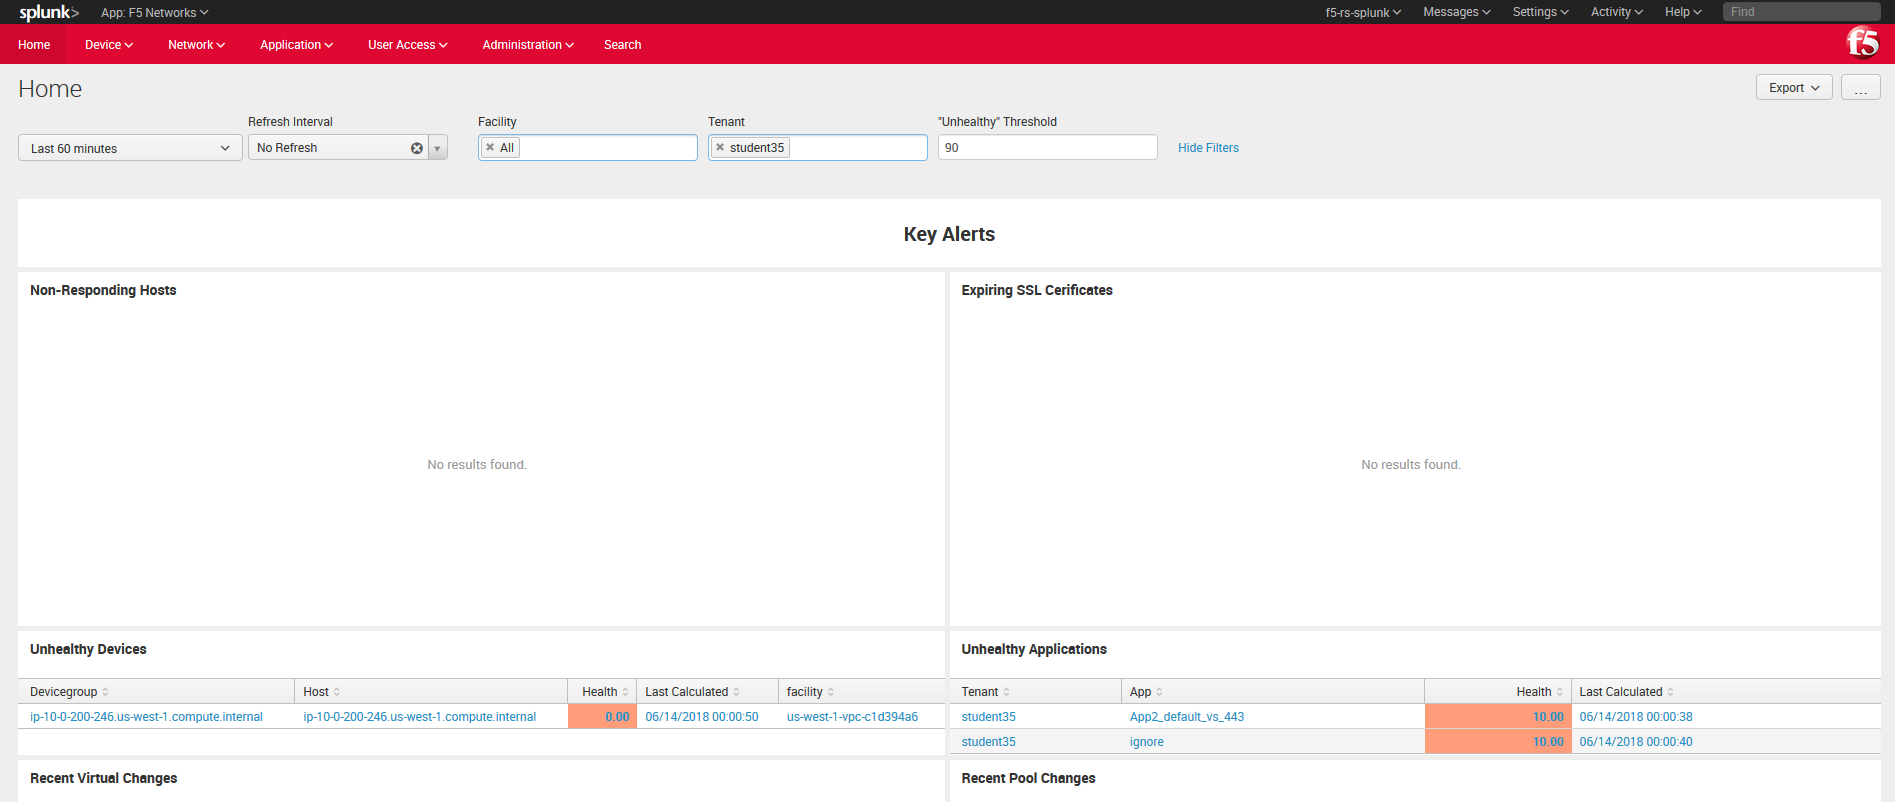 splunk> App: F5 Networks f5-rs-splunk Messages Settings Activity Help Find
Home Device Network Application User Access Administration Search f5
Home
Export ...
Refresh Interval Facility Tenant "Unhealthy" Threshold
Last 60 minutes No Refresh All student35 90 Hide Filters
Key Alerts
Non-Responding Hosts
No results found.
Expiring SSL Cerificates
No results found.
Unhealthy Devices
Devicegroup Host Health Last Calculated facility
ip-10-0-200-246.us-west-1.compute.internal ip-10-0-200-246.us-west-1.compute.internal 0.00 06/14/2018 00:00:50 us-west-1-vpc-c1d394a6
Unhealthy Applications
Tenant App Health Last Calculated
student35 App2_default_vs_443 10.00 06/14/2018 00:00:38
student35 ignore 10.00 06/14/2018 00:00:40
Recent Virtual Changes
Recent Pool Changes